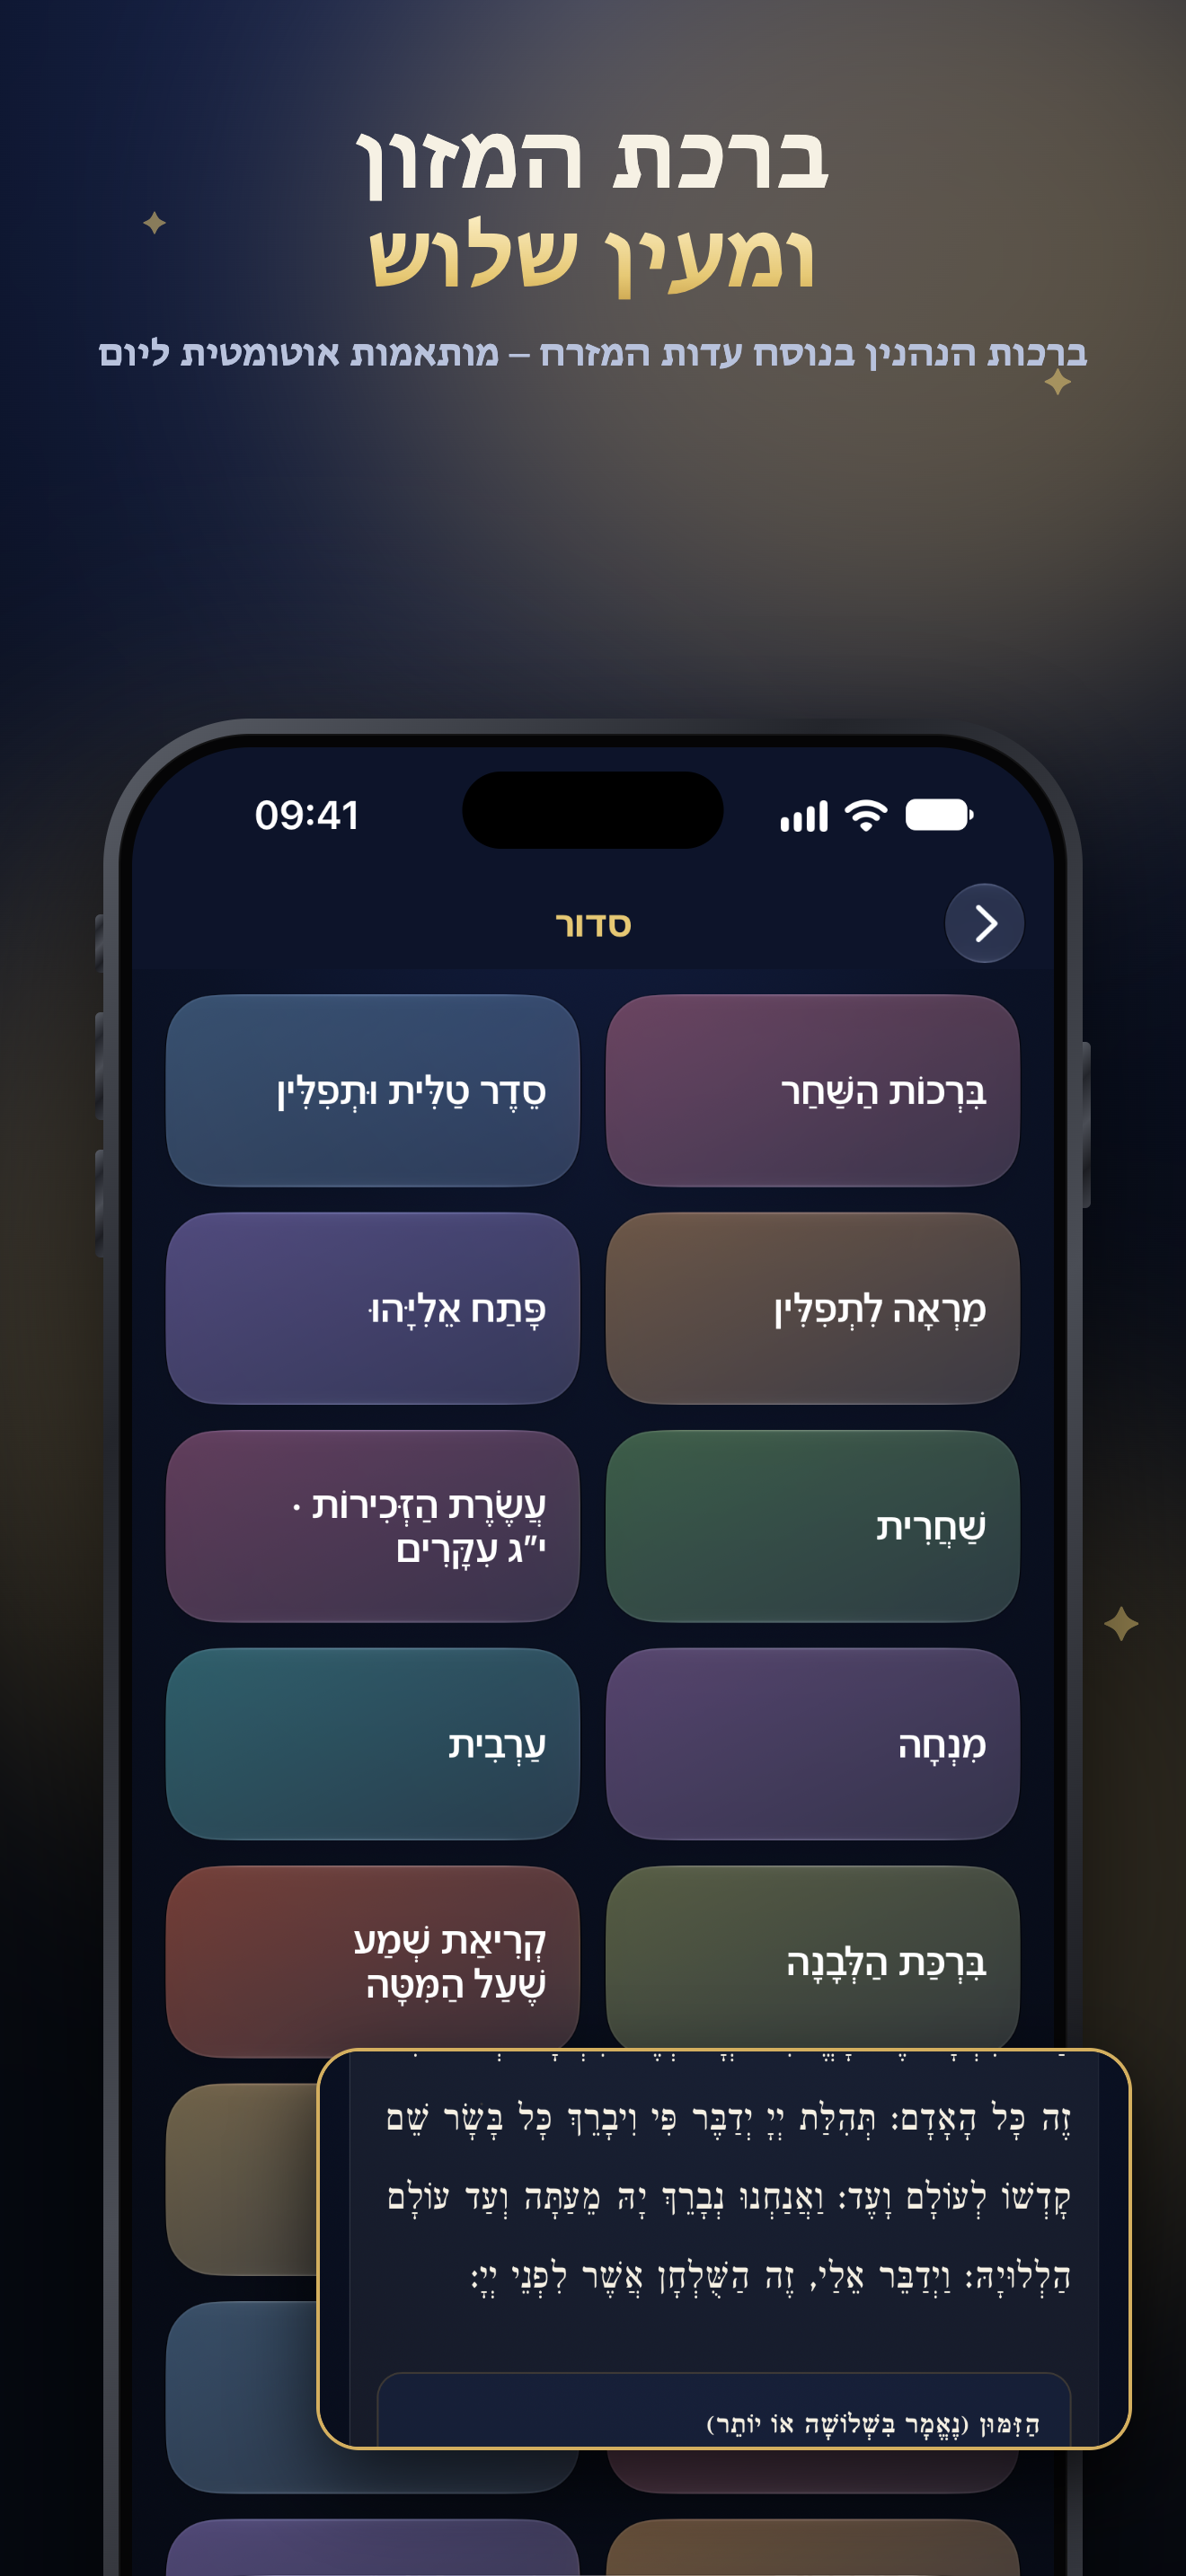 ברכת המזון
ומעין שלוש
ברכות הנהנין בנוסח עדות המזרח – מותאמות אוטומטית ליום
09:41
סדור
בִּרְכוֹת הַשַּׁחַר
סֵדֶר טַלִּית וּתְפִלִּין
מַרְאָה לִתְפִלִּין
פָּתַח אֵלִיָּהוּ
שַׁחֲרִית
עֲשֶׂרֶת הַזְּכִירוֹת ·
י"ג עִקָּרִים
מִנְחָה
עַרְבִית
בִּרְכַּת הַלְּבָנָה
קְרִיאַת שְׁמַע
שֶׁעַל הַמִּטָּה
זֶה כָּל הָאָדָם: תְּהִלַּת יְיָ יְדַבֶּר פִּי וִיבָרֵךְ כָּל בָּשָׂר שֵׁם
קָדְשׁוֹ לְעוֹלָם וָעֶד: וַאֲנַחְנוּ נְבָרֵךְ יָהּ מֵעַתָּה וְעַד עוֹלָם
הַלְלוּיָהּ: וַיְדַבֵּר אֵלַי, זֶה הַשֻּׁלְחָן אֲשֶׁר לִפְנֵי יְיָ:
הַזִּמּוּן (נֶאֱמָר בִּשְׁלוֹשָׁה אוֹ יוֹתֵר)